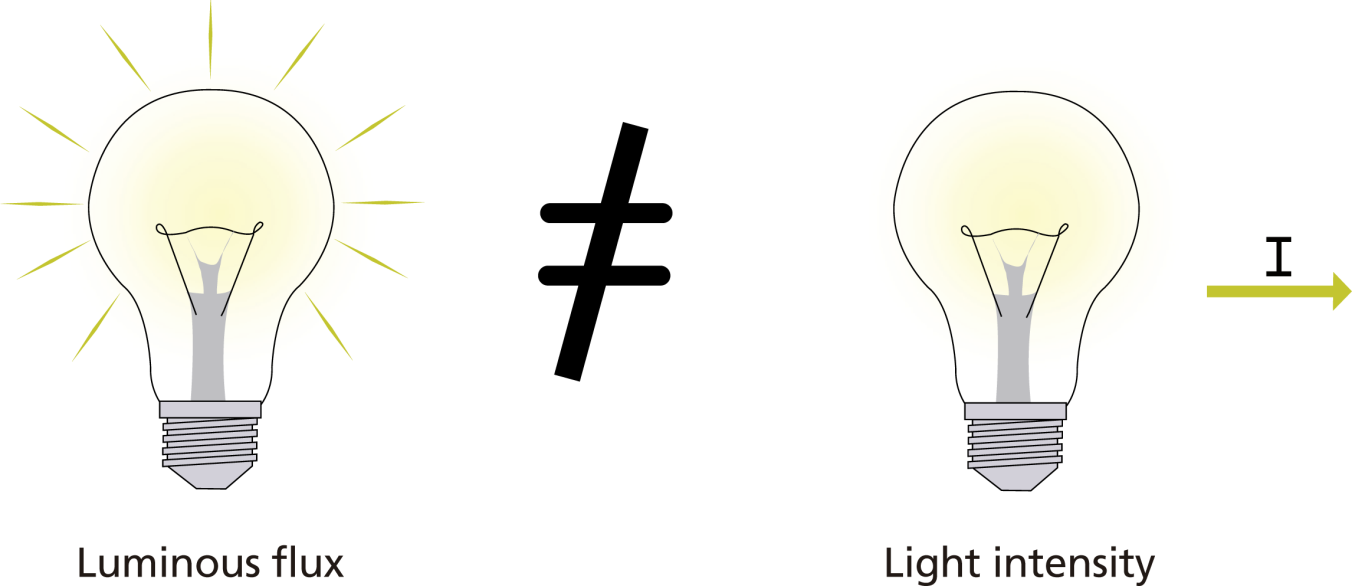 ≠
I
Luminous flux
Light intensity